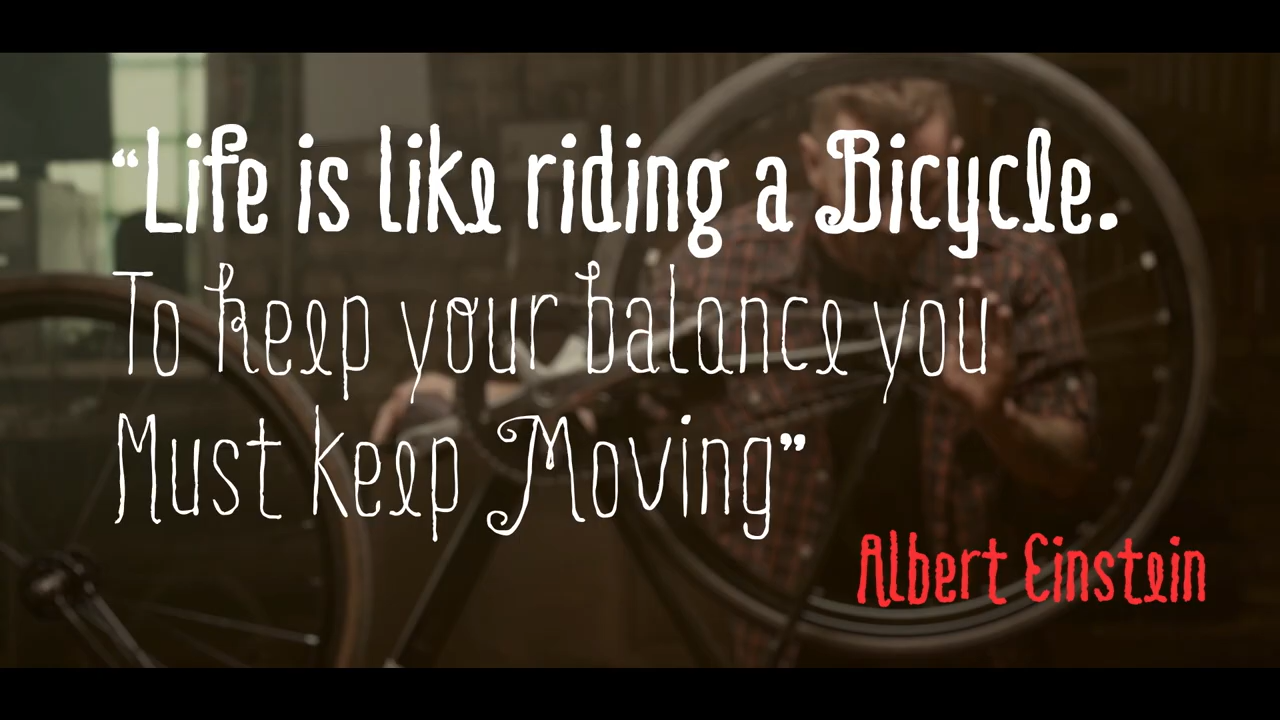 “Life is like riding a Bicycle.
To keep your balance you
Must keep Moving”
Albert Einstein